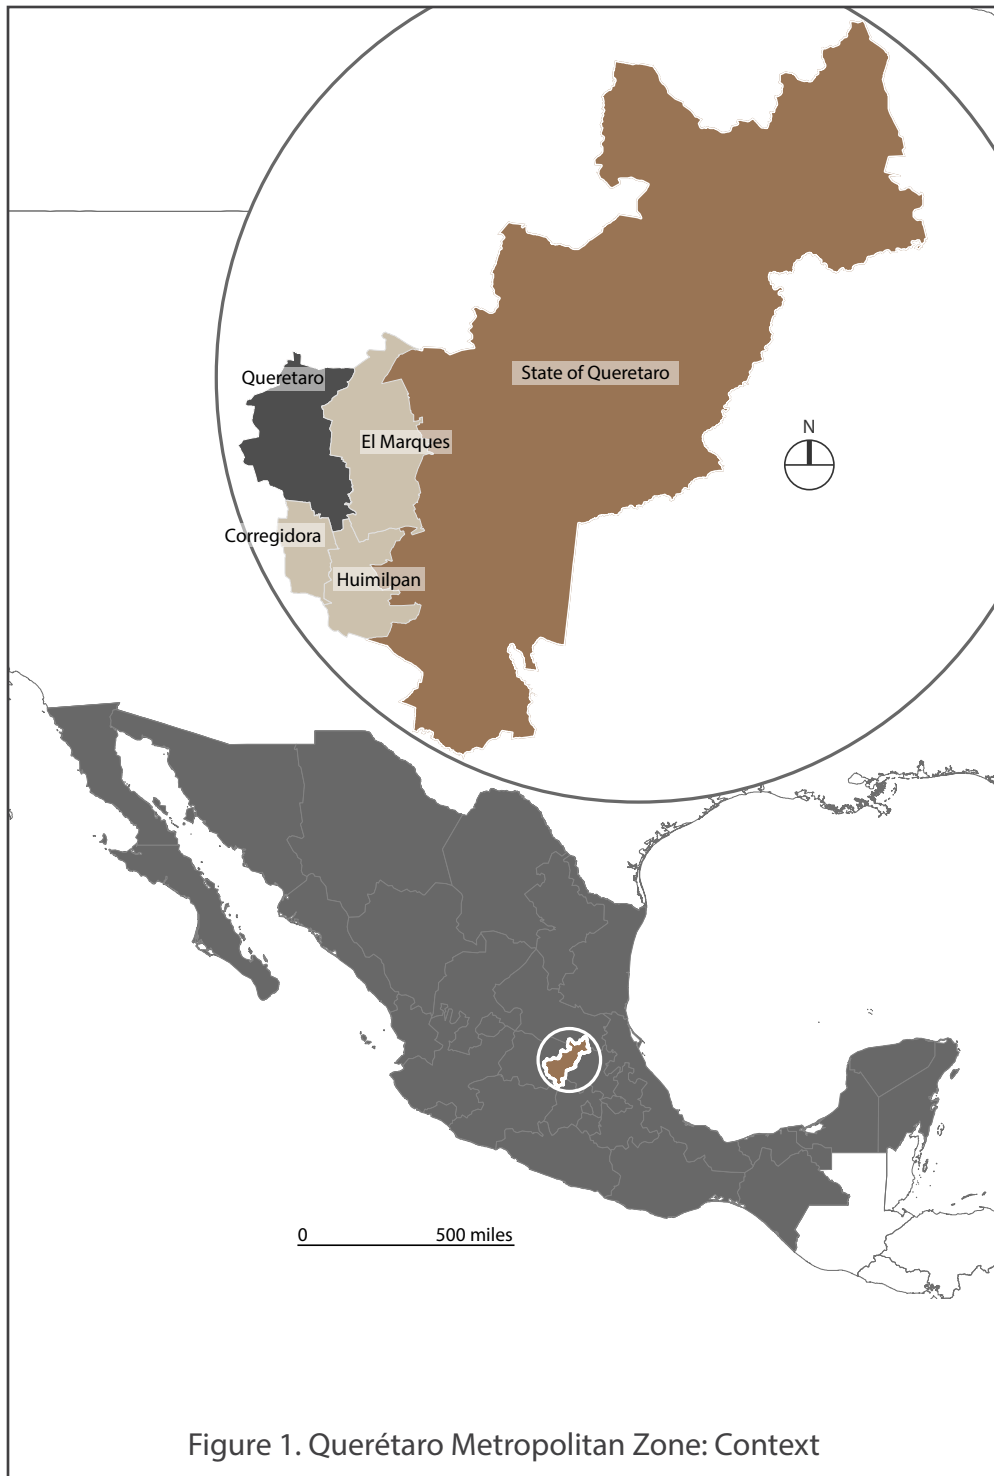 Queretaro
State of Queretaro
N
El Marques
Corregidora
Huimilpan
0 500 miles
Figure 1. Querétaro Metropolitan Zone: Context